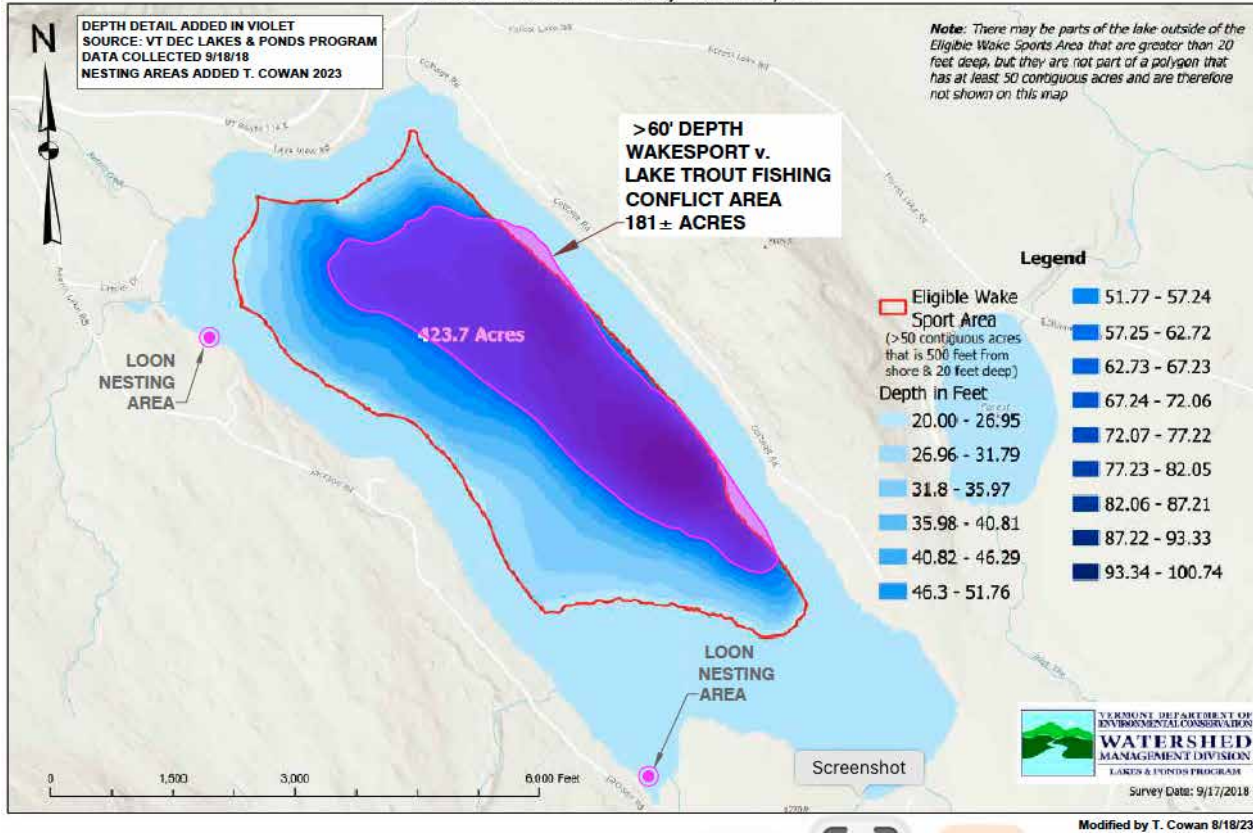 N
DEPTH DETAIL ADDED IN VIOLET
SOURCE: VT DEC LAKES & PONDS PROGRAM
DATA COLLECTED 9/18/18
NESTING AREAS ADDED T. COWAN 2023
Note: There may be parts of the lake outside of the
Eligible Wake Sports Area that are greater than 20
feet deep, but they are not part of a polygon that
has at least 50 contiguous acres and are therefore
not shown on this map
>60' DEPTH
WAKESPORT v.
LAKE TROUT FISHING
CONFLICT AREA
181± ACRES
Forest Lake Rd
Lake View Rd
Cottage Rd
423.7 Acres
LOON
NESTING
AREA
Jackson Rd
LOON
NESTING
AREA
Legend
Eligible Wake
Sport Area
(>50 contiguous acres
that is 500 feet from
shore & 20 feet deep)
Depth in Feet
20.00 - 26.95
26.96 - 31.79
31.8 - 35.97
35.98 - 40.81
40.82 - 46.29
46.3 - 51.76
51.77 - 57.24
57.25 - 62.72
62.73 - 67.23
67.24 - 72.06
72.07 - 77.22
77.23 - 82.05
82.06 - 87.21
87.22 - 93.33
93.34 - 100.74
0 1,500 3,000 6,000 Feet
Screenshot
VERMONT DEPARTMENT OF
ENVIRONMENTAL CONSERVATION
WATERSHED
MANAGEMENT DIVISION
LAKES & PONDS PROGRAM
Survey Date: 9/17/2018
Modified by T. Cowan 8/18/23